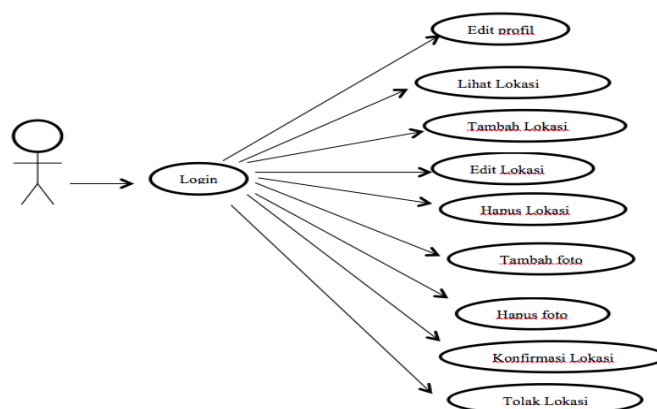 Edit profil
Lihat Lokasi
Tambah Lokasi
Login
Edit Lokasi
Hapus Lokasi
Tambah foto
Hapus foto
Konfirmasi Lokasi
Tolak Lokasi